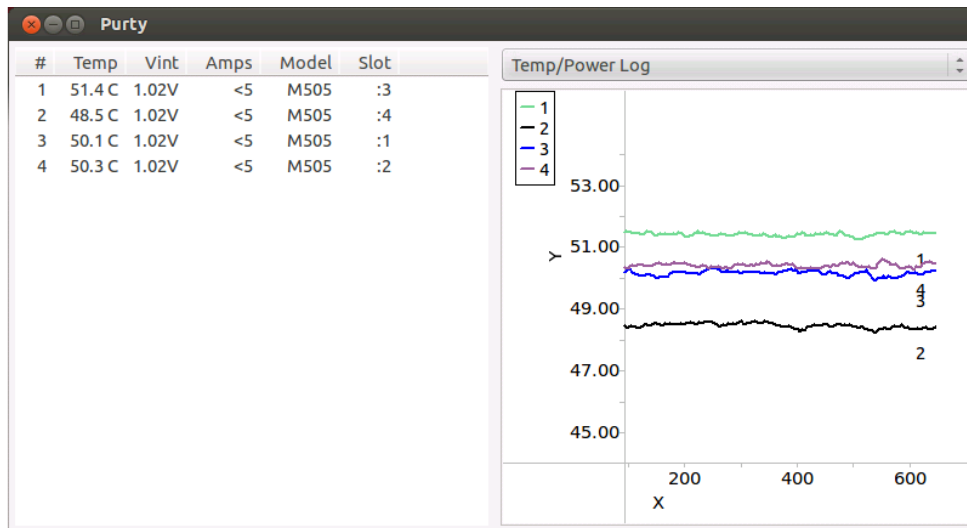 Purty
# Temp Vint Amps Model Slot
1 51.4 C 1.02V <5 M505 :3
2 48.5 C 1.02V <5 M505 :4
3 50.1 C 1.02V <5 M505 :1
4 50.3 C 1.02V <5 M505 :2
Temp/Power Log
1
2
3
4
53.00
51.00
49.00
47.00
45.00
Y
1
4
3
2
200 400 600
X